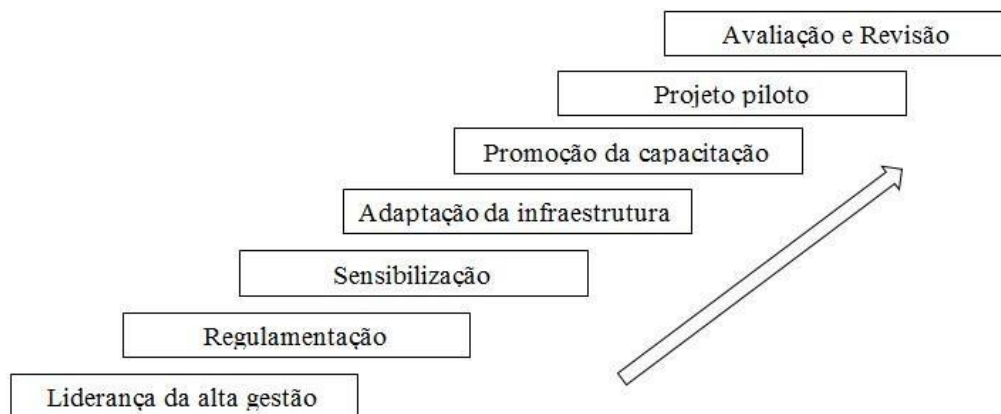 Avaliação e Revisão
Projeto piloto
Promoção da capacitação
Adaptação da infraestrutura
Sensibilização
Regulamentação
Liderança da alta gestão